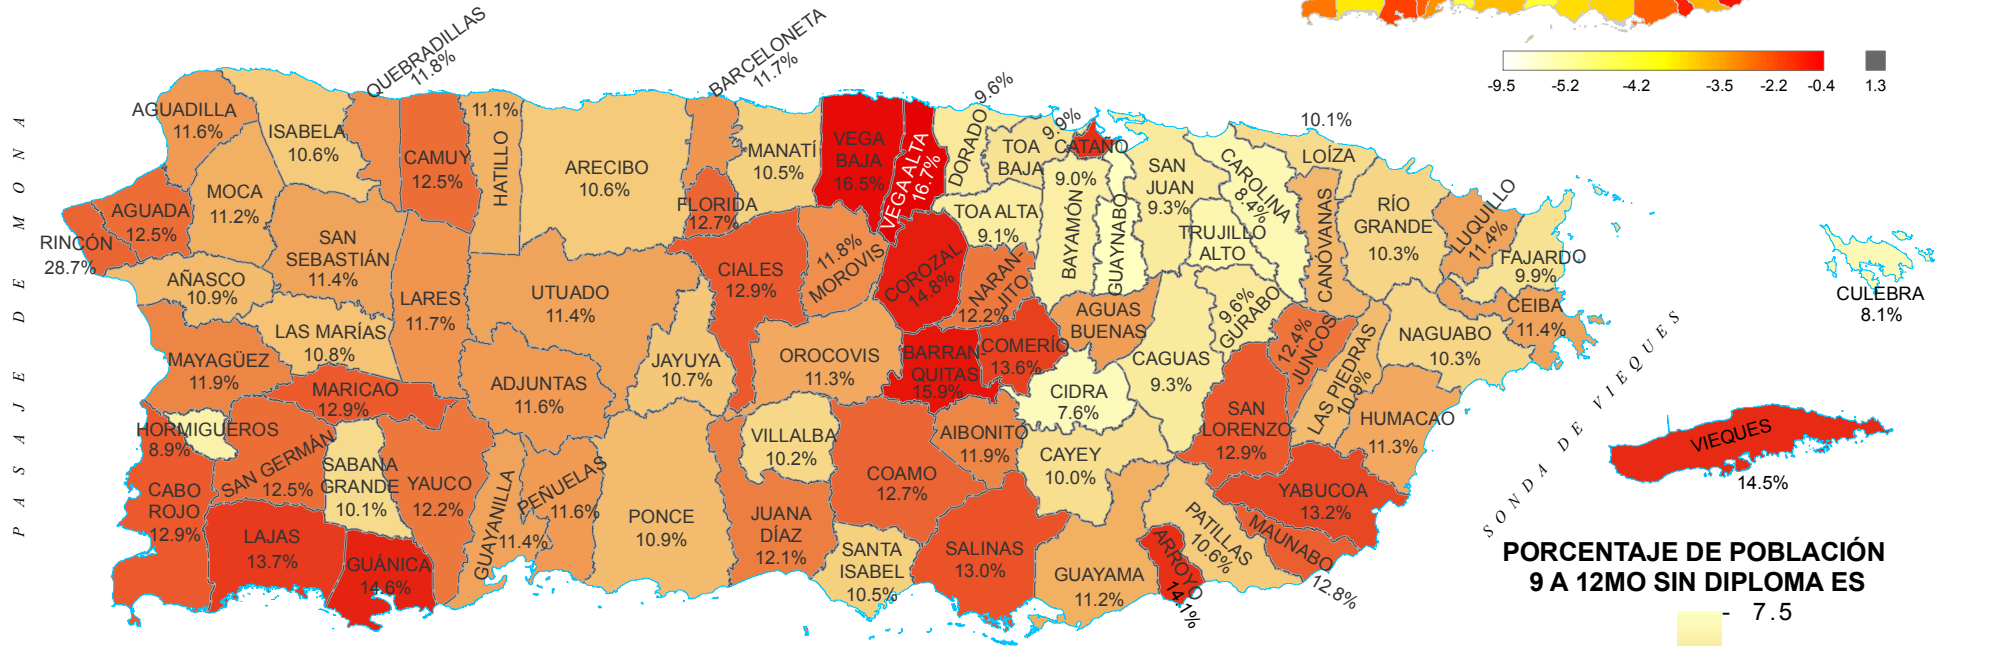 -9.5 -5.2 -4.2 -3.5 -2.2 -0.4 1.3
QUEBRADILLAS
11.8%
BARCELONETA
11.7%
AGUADILLA
11.6%
ISABELA
10.6%
CAMUY
12.5%
11.1%
HATILLO
ARECIBO
10.6%
MANATÍ
10.5%
VEGA
BAJA
16.5%
VEGA ALTA
16.7%
DORADO
9.6%
TOA
BAJA
9.9%
CATAÑO
SAN
JUAN
9.3%
CAROLINA
8.4%
10.1%
LOÍZA
MOCA
11.2%
AGUADA
12.5%
RINCÓN
28.7%
FLORIDA
12.7%
TOA ALTA
9.1%
9.0%
BAYAMÓN
GUAYNABO
TRUJILLO
ALTO
CANÓVANAS
RÍO
GRANDE
10.3%
LUQUILLO
11.4%
FAJARDO
9.9%
CEIBA
11.4%
CULEBRA
8.1%
SAN
SEBASTIÁN
11.4%
AÑASCO
10.9%
LARES
11.7%
UTUADO
11.4%
CIALES
12.9%
11.8%
MOROVIS
COROZAL
14.8%
NARAN-
JITO
12.2%
AGUAS
BUENAS
9.6%
GURABO
12.4%
JUNCOS
LAS PIEDRAS
10.9%
NAGUABO
10.3%
LAS MARÍAS
10.8%
MAYAGÜEZ
11.9%
MARICAO
12.9%
ADJUNTAS
11.6%
JAYUYA
10.7%
OROCOVIS
11.3%
BARRAN-
QUITAS
15.9%
COMERÍO
13.6%
CIDRA
7.6%
CAGUAS
9.3%
SAN
LORENZO
12.9%
HUMACAO
11.3%
HORMIGUEROS
8.9%
SAN GERMÁN
12.5%
SABANA
GRANDE
10.1%
YAUCO
12.2%
GUAYANILLA
11.4%
PEÑUELAS
11.6%
PONCE
10.9%
VILLALBA
10.2%
JUANA
DÍAZ
12.1%
COAMO
12.7%
AIBONITO
11.9%
CAYEY
10.0%
YABUCOA
13.2%
VIEQUES
14.5%
CABO
ROJO
12.9%
LAJAS
13.7%
GUÁNICA
14.6%
SANTA
ISABEL
10.5%
SALINAS
13.0%
GUAYAMA
11.2%
ARROYO
14.1%
PATILLAS
10.6%
MAUNABO
12.8%
PASAJE DE MONA
SONDA DE VIEQUES
PORCENTAJE DE POBLACIÓN
9 A 12MO SIN DIPLOMA ES
- 7.5